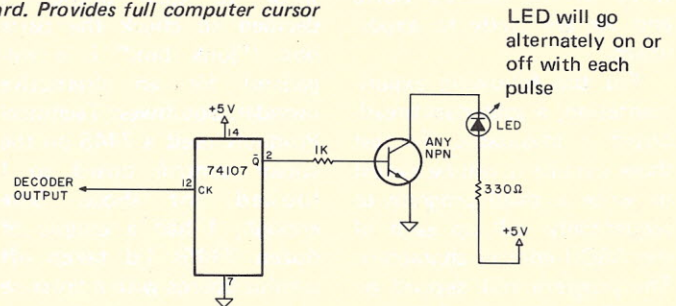 ard. Provides full computer cursor
LED will go
alternately on or
off with each
pulse
+5V
14
Q̄ 2
1K
ANY
NPN
LED
74107
DECODER
OUTPUT
12 CK
330Ω
+5V
7